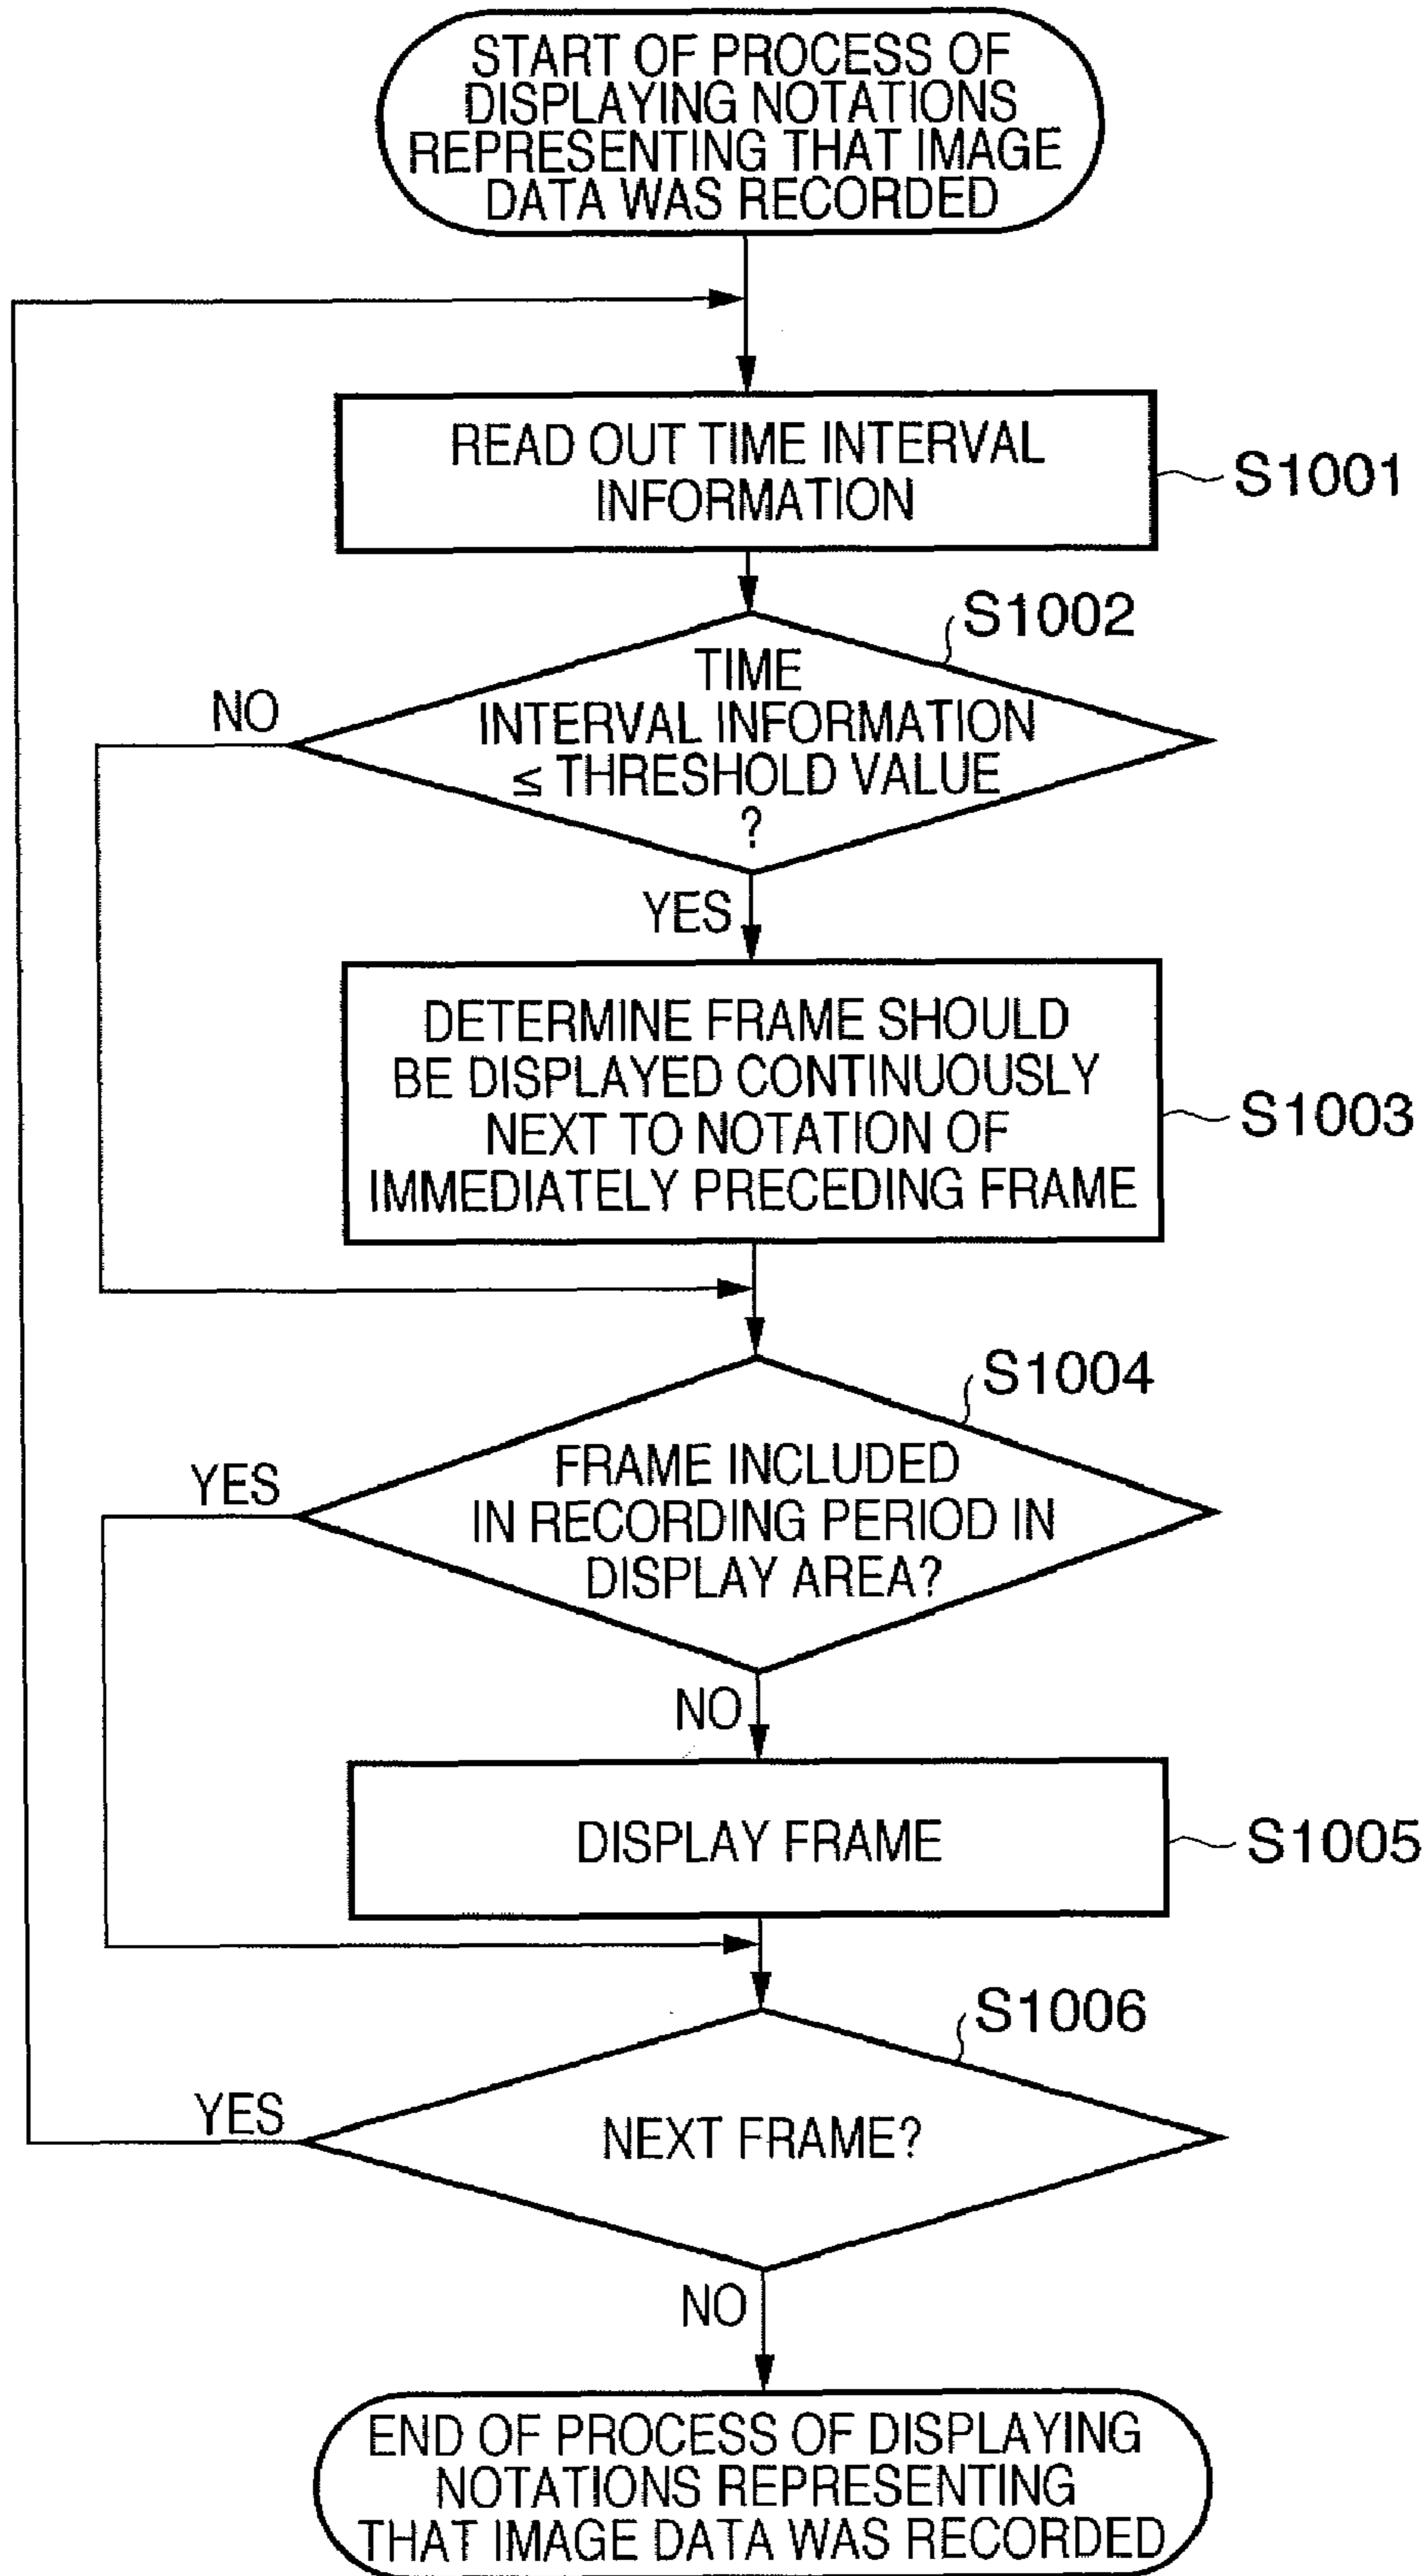 START OF PROCESS OF
DISPLAYING NOTATIONS
REPRESENTING THAT IMAGE
DATA WAS RECORDED
READ OUT TIME INTERVAL
INFORMATION
S1001
S1002
TIME
INTERVAL INFORMATION
≤ THRESHOLD VALUE
?
NO
YES
DETERMINE FRAME SHOULD
BE DISPLAYED CONTINUOUSLY
NEXT TO NOTATION OF
IMMEDIATELY PRECEDING FRAME
S1003
S1004
FRAME INCLUDED
IN RECORDING PERIOD IN
DISPLAY AREA?
YES
NO
DISPLAY FRAME
S1005
S1006
NEXT FRAME?
YES
NO
END OF PROCESS OF DISPLAYING
NOTATIONS REPRESENTING
THAT IMAGE DATA WAS RECORDED